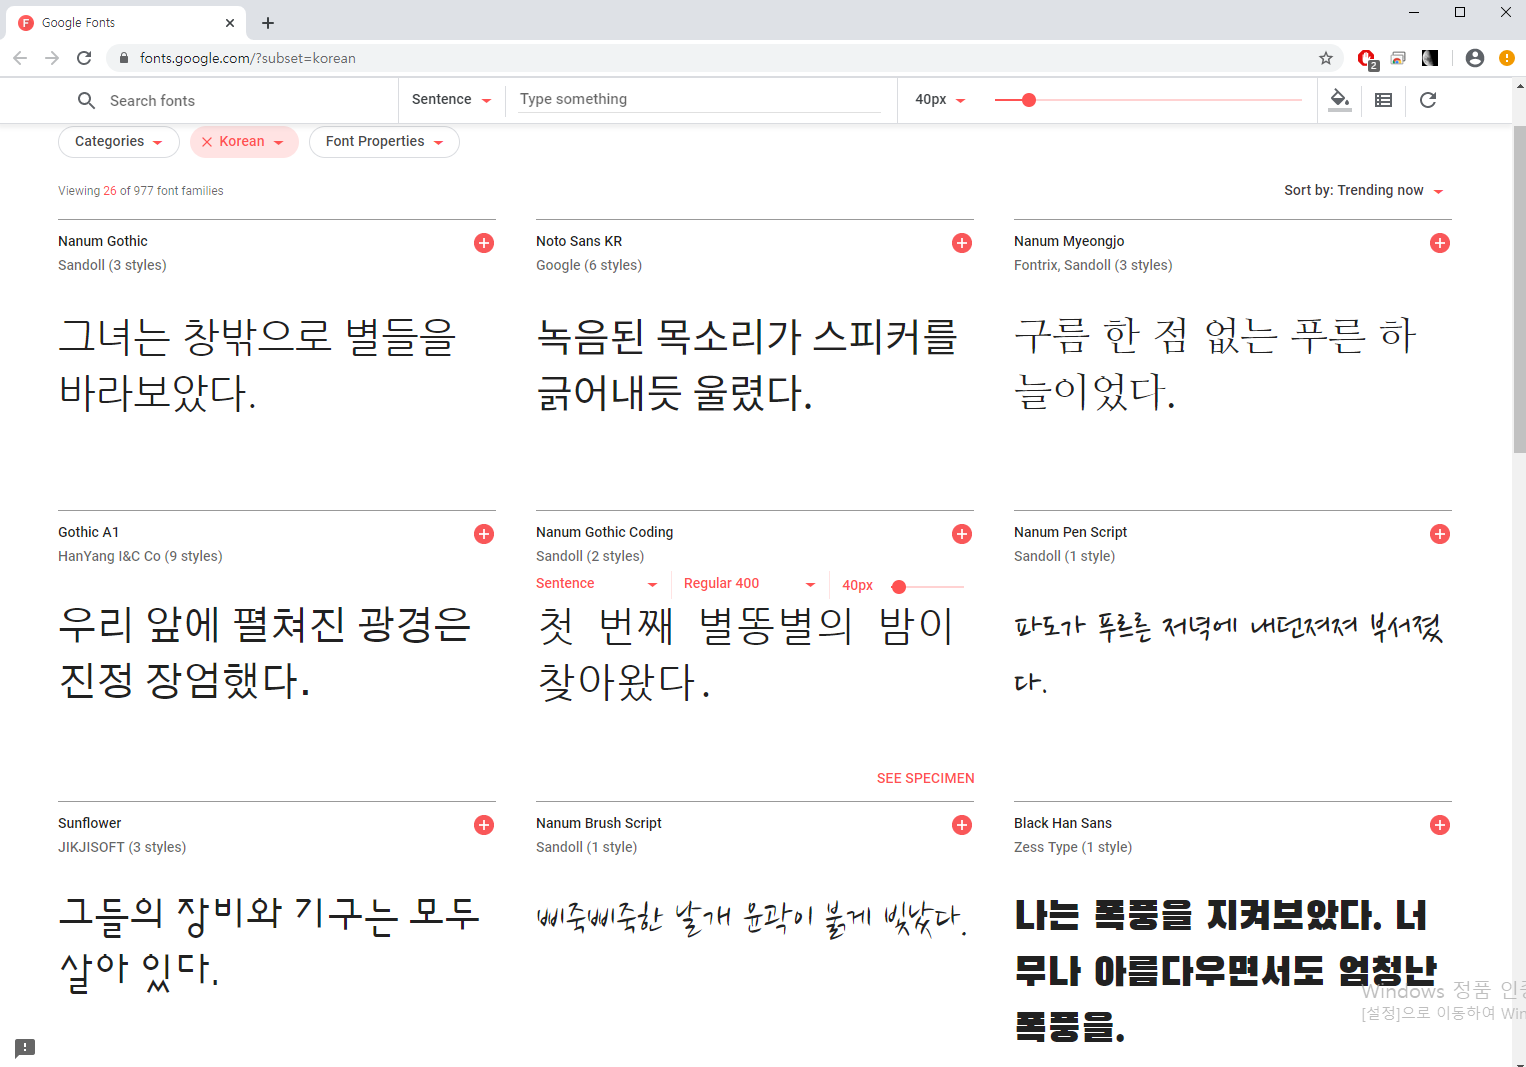 Google Fonts
fonts.google.com/?subset=korean
2
Search fonts
Sentence
Type something
40px
Categories
Korean
Font Properties
Viewing 26 of 977 font families
Sort by: Trending now
Nanum Gothic
Sandoll (3 styles)
그녀는 창밖으로 별들을
바라보았다.
Noto Sans KR
Google (6 styles)
녹음된 목소리가 스피커를
긁어내듯 울렸다.
Nanum Myeongjo
Fontrix, Sandoll (3 styles)
구름 한 점 없는 푸른 하
늘이었다.
Gothic A1
HanYang I&C Co (9 styles)
우리 앞에 펼쳐진 광경은
진정 장엄했다.
Nanum Gothic Coding
Sandoll (2 styles)
Sentence
Regular 400
40px
첫 번째 별똥별의 밤이
찾아왔다.
SEE SPECIMEN
Nanum Pen Script
Sandoll (1 style)
파도가 푸르른 저녁에 내던져져 부서졌
다.
Sunflower
JIKJISOFT (3 styles)
그들의 장비와 기구는 모두
살아 있다.
Nanum Brush Script
Sandoll (1 style)
삐죽삐죽한 날개 윤곽이 붉게 빛났다.
Black Han Sans
Zess Type (1 style)
나는 폭풍을 지켜보았다. 너
무나 아름다우면서도 엄청난
폭풍을.
Windows 정품 인증
[설정]으로 이동하여 Win